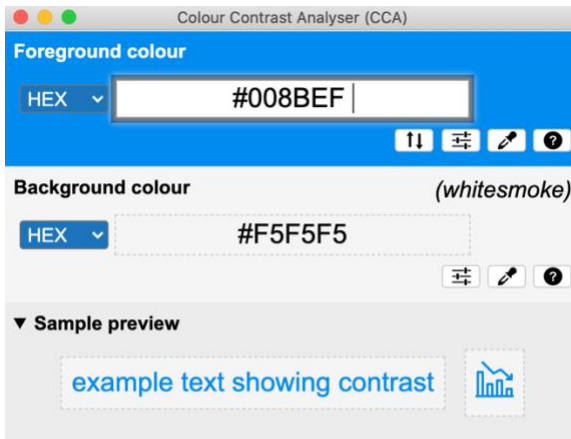 Colour Contrast Analyser (CCA)
Foreground colour
HEX #008BEF
Background colour (whitesmoke)
HEX #F5F5F5
Sample preview
example text showing contrast